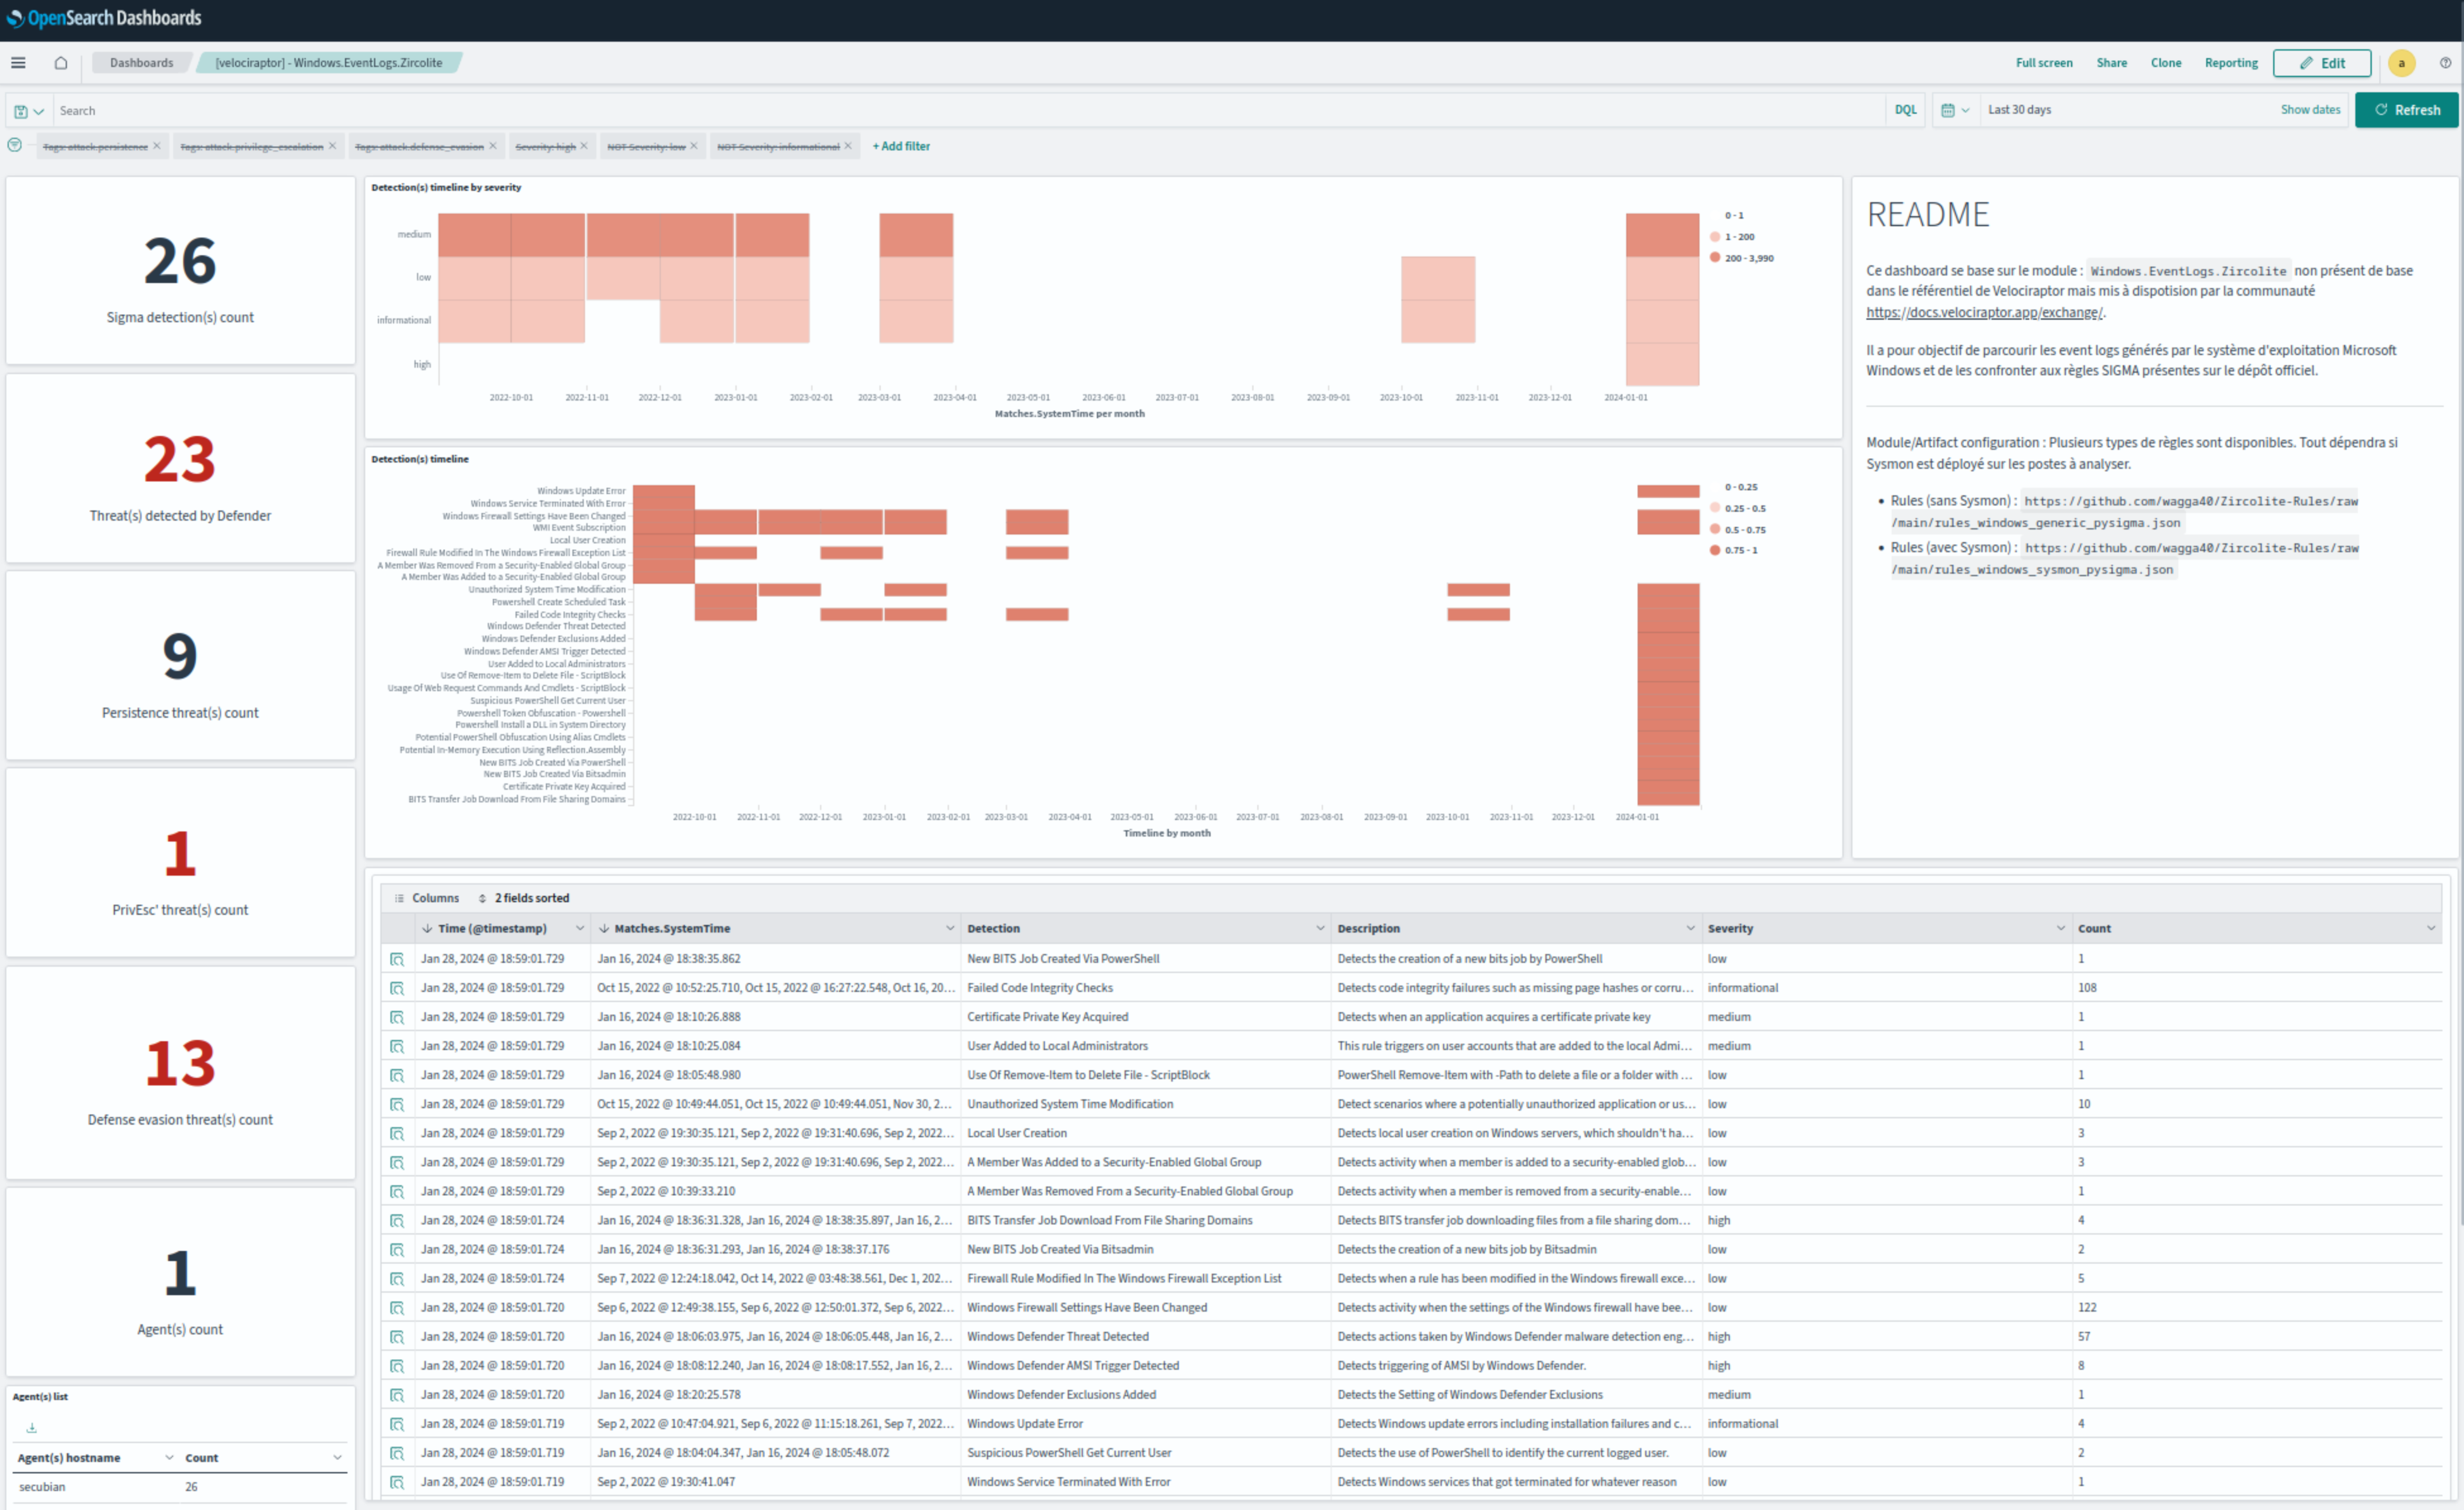 OpenSearch Dashboards
Dashboards
[velociraptor] - Windows.EventLogs.Zircolite
Full screen
Share
Clone
Reporting
Edit
a
Search
DQL
Last 30 days
Show dates
Refresh
Tags: attack.persistence
Tags: attack.privilege_escalation
Tags: attack.defense_evasion
Severity: high
NOT Severity: low
NOT Severity: informational
+ Add filter
26
Sigma detection(s) count
23
Threat(s) detected by Defender
9
Persistence threat(s) count
1
PrivEsc' threat(s) count
13
Defense evasion threat(s) count
1
Agent(s) count
Agent(s) list
Agent(s) hostname Count
secubian 26
Detection(s) timeline by severity
medium
low
informational
high
2022-10-01 2022-11-01 2022-12-01 2023-01-01 2023-02-01 2023-03-01 2023-04-01 2023-05-01 2023-06-01 2023-07-01 2023-08-01 2023-09-01 2023-10-01 2023-11-01 2023-12-01 2024-01-01
Matches.SystemTime per month
0 - 1
1 - 200
200 - 3,990
Detection(s) timeline
Windows Update Error
Windows Service Terminated With Error
Windows Firewall Settings Have Been Changed
WMI Event Subscription
Local User Creation
Firewall Rule Modified In The Windows Firewall Exception List
A Member Was Removed From a Security-Enabled Global Group
A Member Was Added to a Security-Enabled Global Group
Unauthorized System Time Modification
Powershell Create Scheduled Task
Failed Code Integrity Checks
Windows Defender Threat Detected
Windows Defender Exclusions Added
Windows Defender AMSI Trigger Detected
User Added to Local Administrators
Use Of Remove-Item to Delete File - ScriptBlock
Usage Of Web Request Commands And Cmdlets - ScriptBlock
Suspicious PowerShell Get Current User
Powershell Token Obfuscation - Powershell
Powershell Install a DLL in System Directory
Potential PowerShell Obfuscation Using Alias Cmdlets
Potential In-Memory Execution Using Reflection.Assembly
New BITS Job Created Via PowerShell
New BITS Job Created Via Bitsadmin
Certificate Private Key Acquired
BITS Transfer Job Download From File Sharing Domains
2022-10-01 2022-11-01 2022-12-01 2023-01-01 2023-02-01 2023-03-01 2023-04-01 2023-05-01 2023-06-01 2023-07-01 2023-08-01 2023-09-01 2023-10-01 2023-11-01 2023-12-01 2024-01-01
Timeline by month
0 - 0.25
0.25 - 0.5
0.5 - 0.75
0.75 - 1
README
Ce dashboard se base sur le module : Windows.EventLogs.Zircolite non présent de base
dans le référentiel de Velociraptor mais mis à dispotision par la communauté
https://docs.velociraptor.app/exchange/.
Il a pour objectif de parcourir les event logs générés par le système d'exploitation Microsoft
Windows et de les confronter aux règles SIGMA présentes sur le dépôt officiel.
Module/Artifact configuration : Plusieurs types de règles sont disponibles. Tout dépendra si
Sysmon est déployé sur les postes à analyser.
• Rules (sans Sysmon) : https://github.com/wagga40/Zircolite-Rules/raw
/main/rules_windows_generic_pysigma.json
• Rules (avec Sysmon) : https://github.com/wagga40/Zircolite-Rules/raw
/main/rules_windows_sysmon_pysigma.json
Columns 2 fields sorted
Time (@timestamp) Matches.SystemTime Detection Description Severity Count
Jan 28, 2024 @ 18:59:01.729 Jan 16, 2024 @ 18:38:35.862 New BITS Job Created Via PowerShell Detects the creation of a new bits job by PowerShell low 1
Jan 28, 2024 @ 18:59:01.729 Oct 15, 2022 @ 10:52:25.710, Oct 15, 2022 @ 16:27:22.548, Oct 16, 20... Failed Code Integrity Checks Detects code integrity failures such as missing page hashes or corru... informational 108
Jan 28, 2024 @ 18:59:01.729 Jan 16, 2024 @ 18:10:26.888 Certificate Private Key Acquired Detects when an application acquires a certificate private key medium 1
Jan 28, 2024 @ 18:59:01.729 Jan 16, 2024 @ 18:10:25.084 User Added to Local Administrators This rule triggers on user accounts that are added to the local Admi... medium 1
Jan 28, 2024 @ 18:59:01.729 Jan 16, 2024 @ 18:05:48.980 Use Of Remove-Item to Delete File - ScriptBlock PowerShell Remove-Item with -Path to delete a file or a folder with ... low 1
Jan 28, 2024 @ 18:59:01.729 Oct 15, 2022 @ 10:49:44.051, Oct 15, 2022 @ 10:49:44.051, Nov 30, 2... Unauthorized System Time Modification Detect scenarios where a potentially unauthorized application or us... low 10
Jan 28, 2024 @ 18:59:01.729 Sep 2, 2022 @ 19:30:35.121, Sep 2, 2022 @ 19:31:40.696, Sep 2, 2022... Local User Creation Detects local user creation on Windows servers, which shouldn't ha... low 3
Jan 28, 2024 @ 18:59:01.729 Sep 2, 2022 @ 19:30:35.121, Sep 2, 2022 @ 19:31:40.696, Sep 2, 2022... A Member Was Added to a Security-Enabled Global Group Detects activity when a member is added to a security-enabled glob... low 3
Jan 28, 2024 @ 18:59:01.729 Sep 2, 2022 @ 10:39:33.210 A Member Was Removed From a Security-Enabled Global Group Detects activity when a member is removed from a security-enable... low 1
Jan 28, 2024 @ 18:59:01.724 Jan 16, 2024 @ 18:36:31.328, Jan 16, 2024 @ 18:38:35.897, Jan 16, 2... BITS Transfer Job Download From File Sharing Domains Detects BITS transfer job downloading files from a file sharing dom... high 4
Jan 28, 2024 @ 18:59:01.724 Jan 16, 2024 @ 18:36:31.293, Jan 16, 2024 @ 18:38:37.176 New BITS Job Created Via Bitsadmin Detects the creation of a new bits job by Bitsadmin low 2
Jan 28, 2024 @ 18:59:01.724 Sep 7, 2022 @ 12:24:18.042, Oct 14, 2022 @ 03:48:38.561, Dec 1, 202... Firewall Rule Modified In The Windows Firewall Exception List Detects when a rule has been modified in the Windows firewall exce... low 5
Jan 28, 2024 @ 18:59:01.720 Sep 6, 2022 @ 12:49:38.155, Sep 6, 2022 @ 12:50:01.372, Sep 6, 2022... Windows Firewall Settings Have Been Changed Detects activity when the settings of the Windows firewall have bee... low 122
Jan 28, 2024 @ 18:59:01.720 Jan 16, 2024 @ 18:06:03.975, Jan 16, 2024 @ 18:06:05.448, Jan 16, 2... Windows Defender Threat Detected Detects actions taken by Windows Defender malware detection eng... high 57
Jan 28, 2024 @ 18:59:01.720 Jan 16, 2024 @ 18:08:12.240, Jan 16, 2024 @ 18:08:17.552, Jan 16, 2... Windows Defender AMSI Trigger Detected Detects triggering of AMSI by Windows Defender. high 8
Jan 28, 2024 @ 18:59:01.720 Jan 16, 2024 @ 18:20:25.578 Windows Defender Exclusions Added Detects the Setting of Windows Defender Exclusions medium 1
Jan 28, 2024 @ 18:59:01.719 Sep 2, 2022 @ 10:47:04.921, Sep 6, 2022 @ 11:15:18.261, Sep 7, 2022... Windows Update Error Detects Windows update errors including installation failures and c... informational 4
Jan 28, 2024 @ 18:59:01.719 Jan 16, 2024 @ 18:04:04.347, Jan 16, 2024 @ 18:05:48.072 Suspicious PowerShell Get Current User Detects the use of PowerShell to identify the current logged user. low 2
Jan 28, 2024 @ 18:59:01.719 Sep 2, 2022 @ 19:30:41.047 Windows Service Terminated With Error Detects Windows services that got terminated for whatever reason low 1